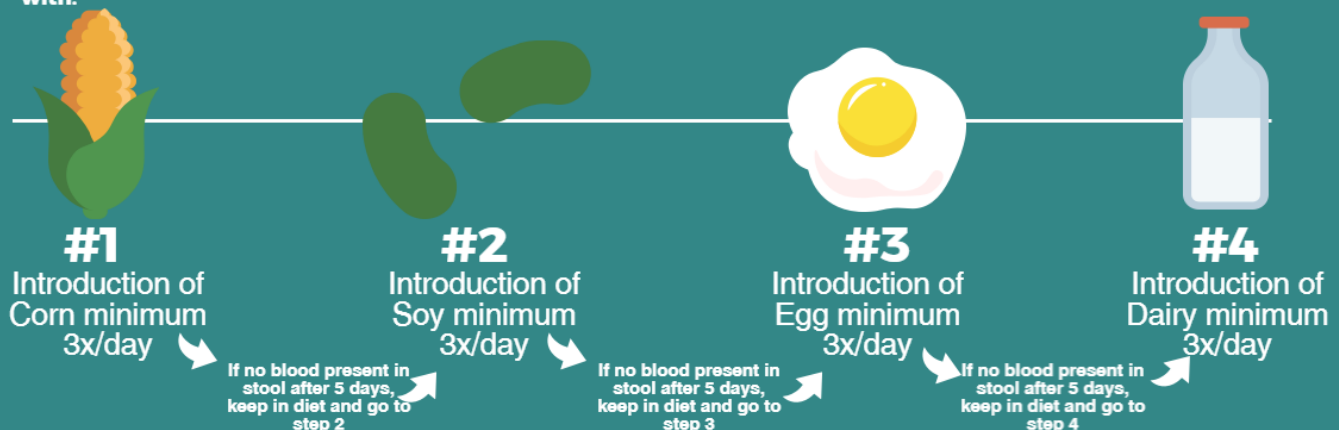 with:
#1
Introduction of
Corn minimum
3x/day
If no blood present in
stool after 5 days,
keep in diet and go to
step 2
#2
Introduction of
Soy minimum
3x/day
If no blood present in
stool after 5 days,
keep in diet and go to
step 3
#3
Introduction of
Egg minimum
3x/day
If no blood present in
stool after 5 days,
keep in diet and go to
step 4
#4
Introduction of
Dairy minimum
3x/day